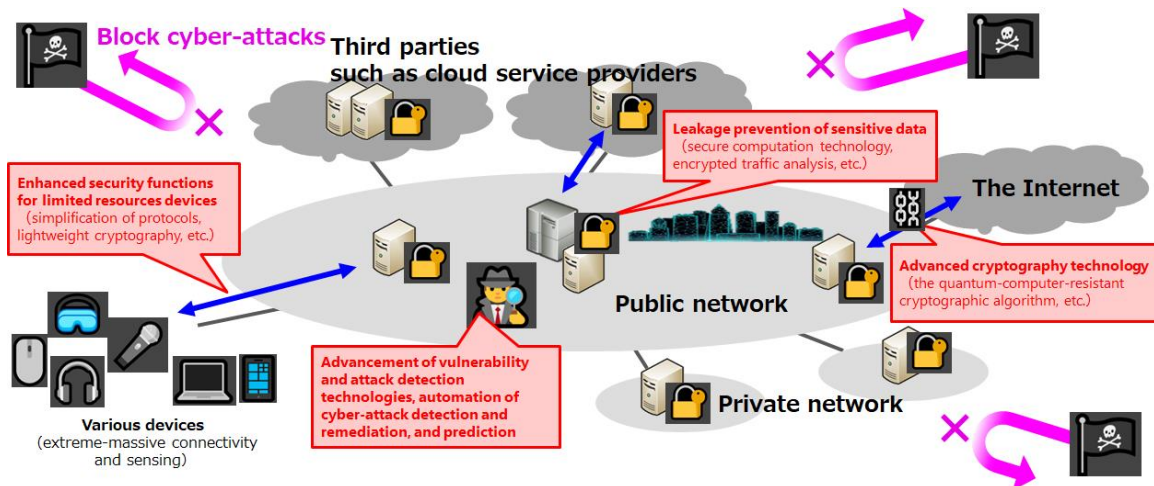 Block cyber-attacks
Third parties
such as cloud service providers
Leakage prevention of sensitive data
（secure computation technology,
encrypted traffic analysis, etc.）
Enhanced security functions
for limited resources devices
（simplification of protocols,
lightweight cryptography, etc.）
The Internet
Advanced cryptography technology
（the quantum-computer-resistant
cryptographic algorithm, etc.）
Public network
Advancement of vulnerability
and attack detection
technologies, automation of
cyber-attack detection and
remediation, and prediction
Private network
Various devices
（extreme-massive connectivity
and sensing）